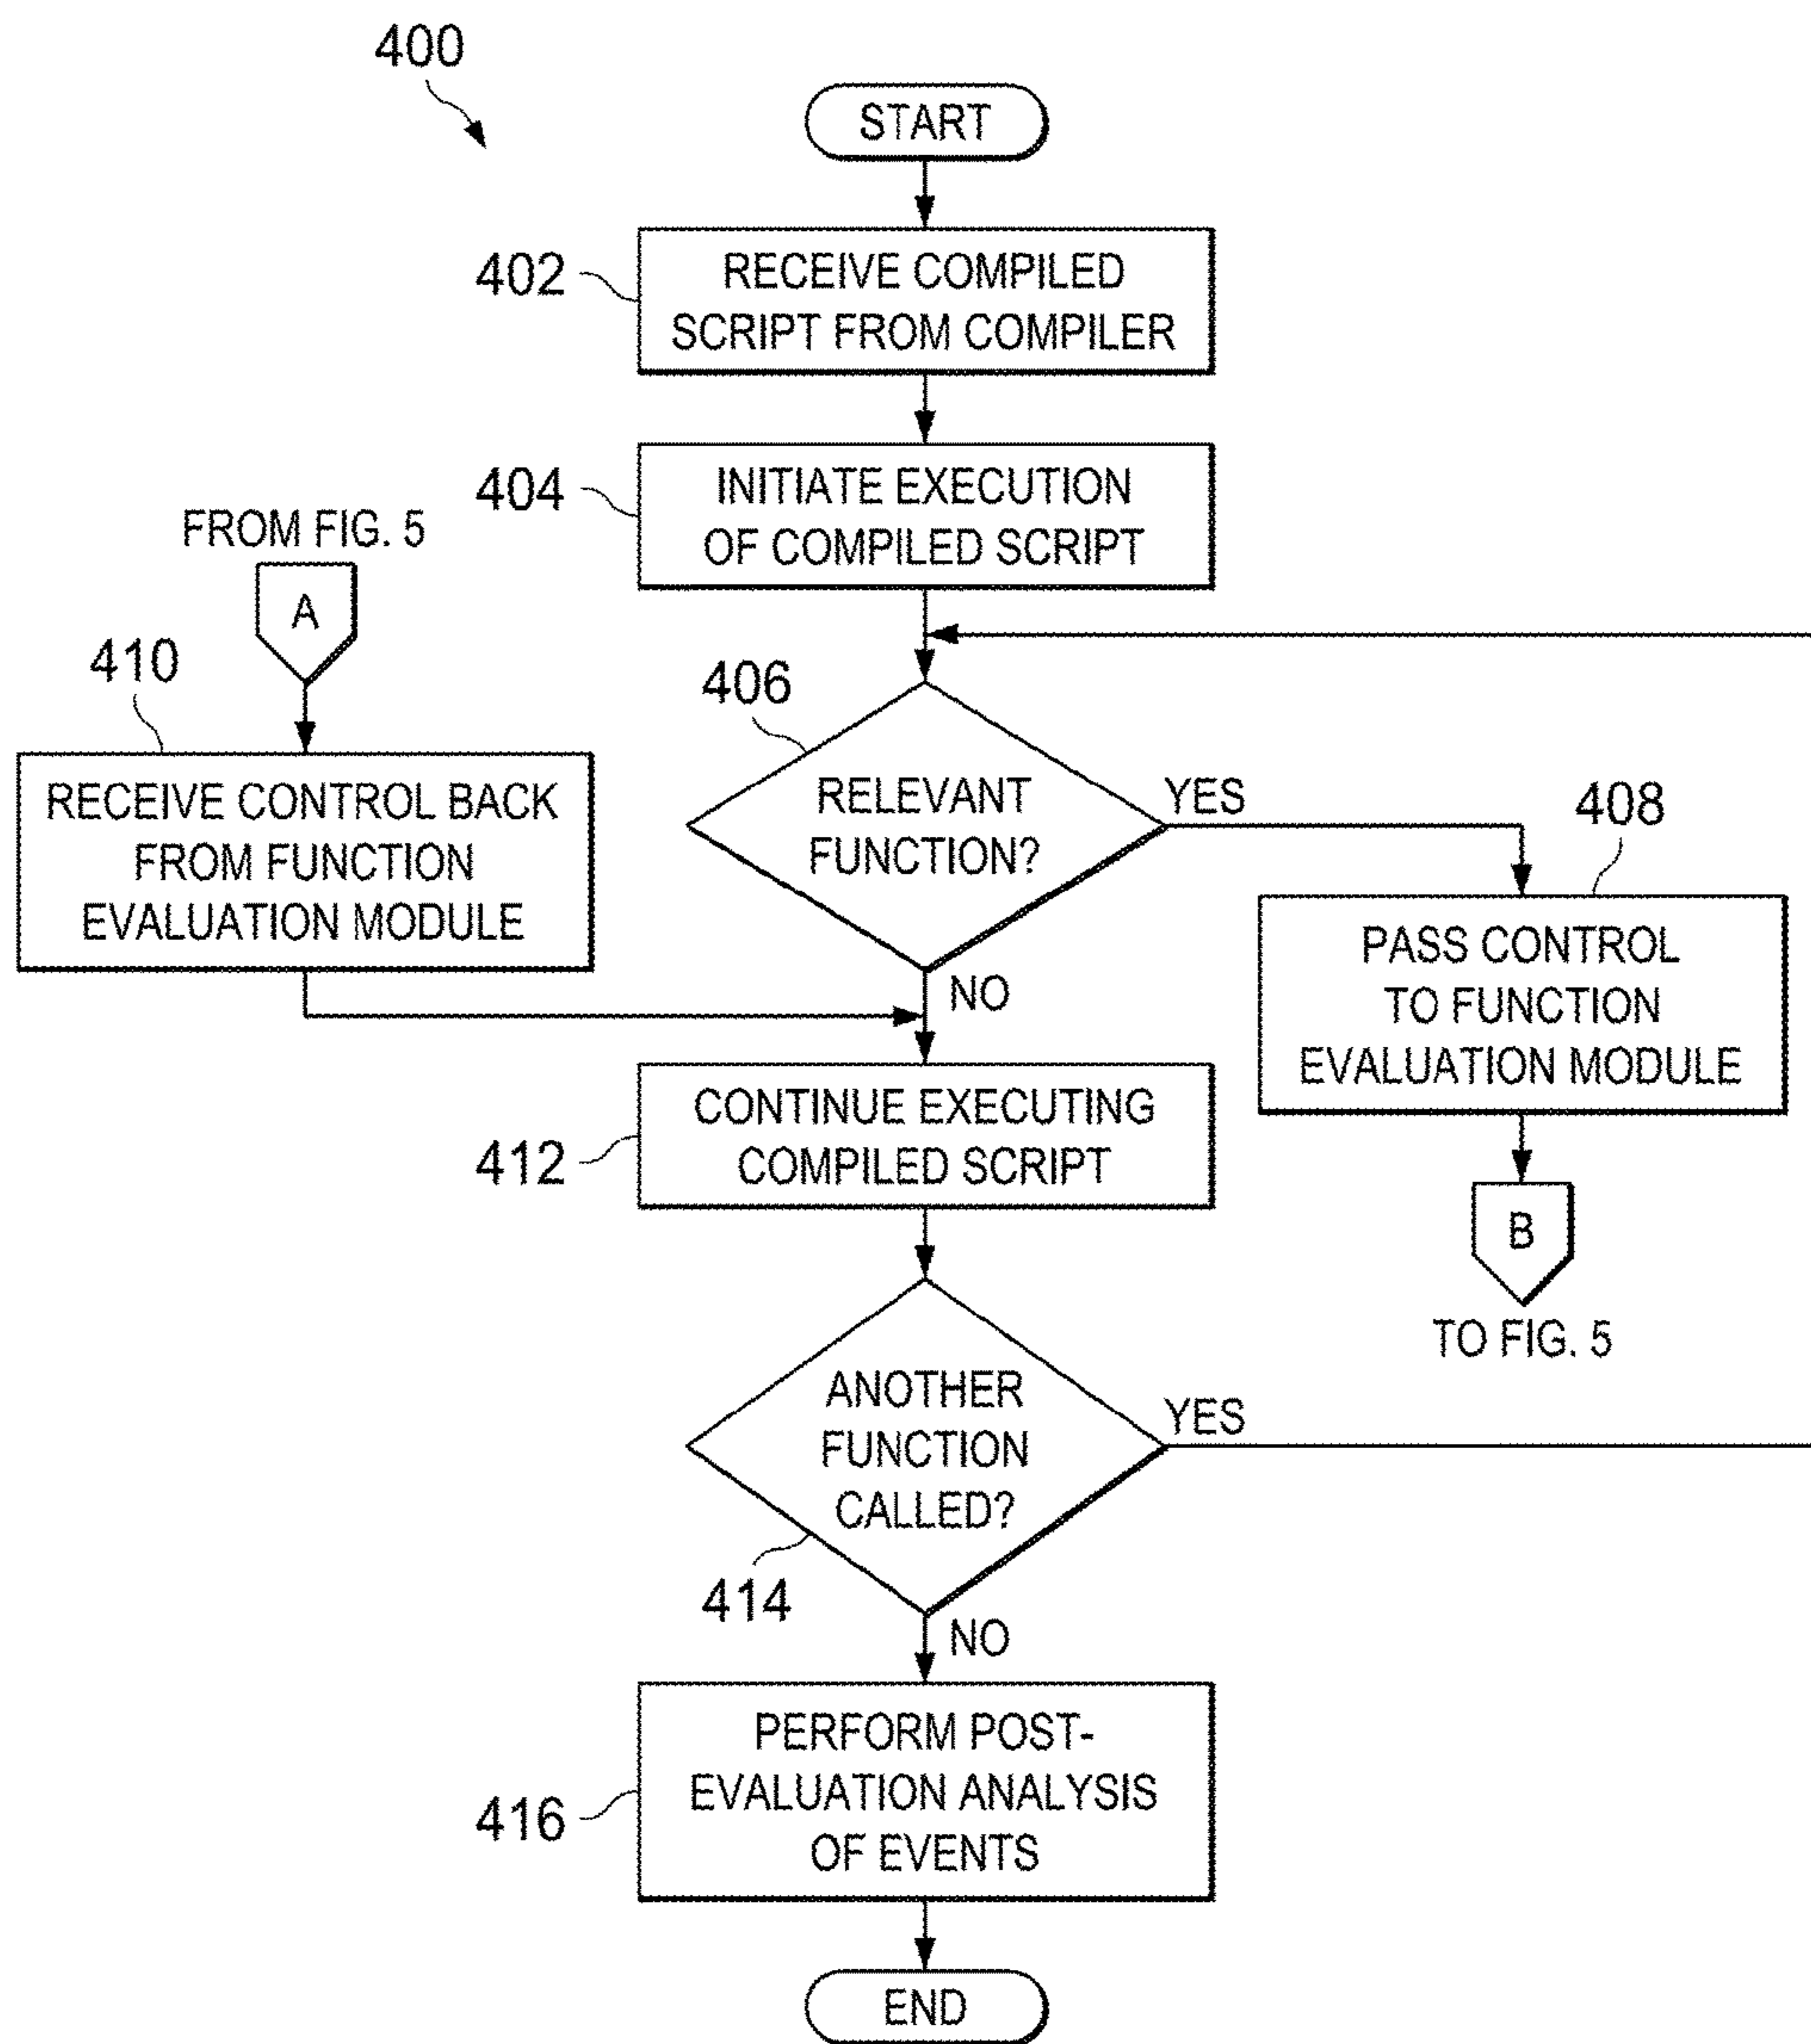 400
START
402
RECEIVE COMPILED
SCRIPT FROM COMPILER
404
INITIATE EXECUTION
OF COMPILED SCRIPT
FROM FIG. 5
A
410
RECEIVE CONTROL BACK
FROM FUNCTION
EVALUATION MODULE
406
RELEVANT
FUNCTION?
YES
NO
408
PASS CONTROL
TO FUNCTION
EVALUATION MODULE
B
TO FIG. 5
412
CONTINUE EXECUTING
COMPILED SCRIPT
ANOTHER
FUNCTION
CALLED?
YES
414
NO
416
PERFORM POST-
EVALUATION ANALYSIS
OF EVENTS
END